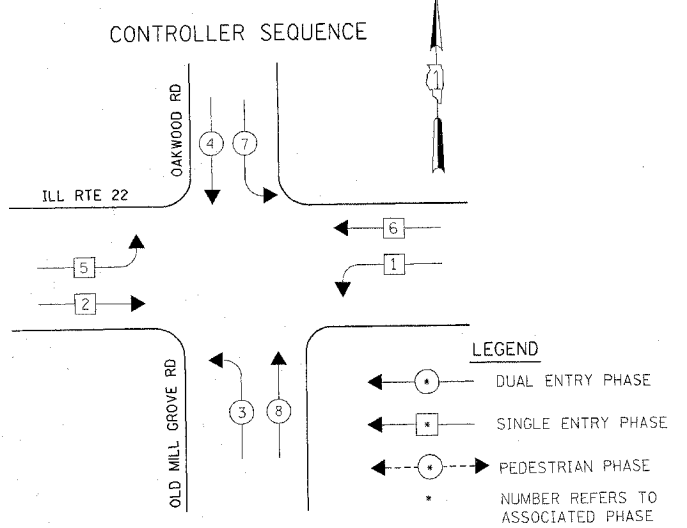 CONTROLLER SEQUENCE
OAKWOOD RD
4
7
ILL RTE 22
6
5
1
2
LEGEND
* DUAL ENTRY PHASE
* SINGLE ENTRY PHASE
OLD MILL GROVE RD
3
8
* PEDESTRIAN PHASE
* NUMBER REFERS TO
ASSOCIATED PHASE